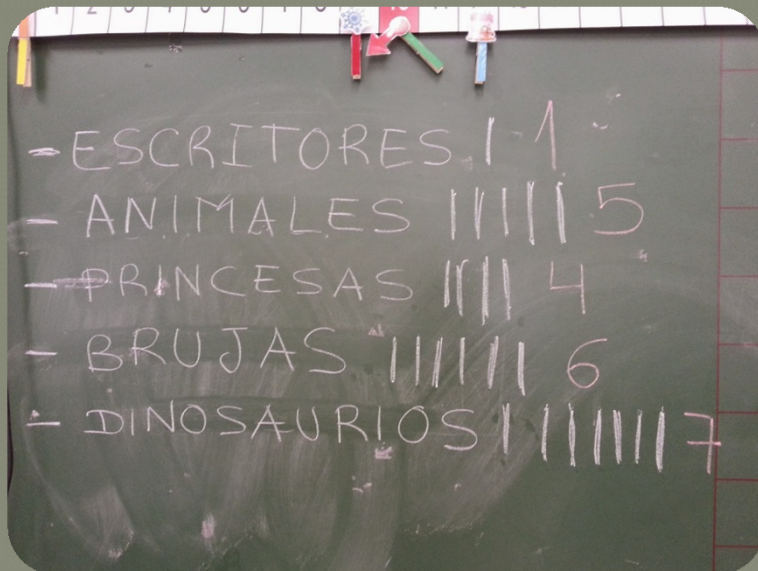 - ESCRITORES | 1
- ANIMALES ||||| 5
- PRINCESAS |||| 4
- BRUJAS |||||| 6
- DINOSAURIOS ||||||| 7